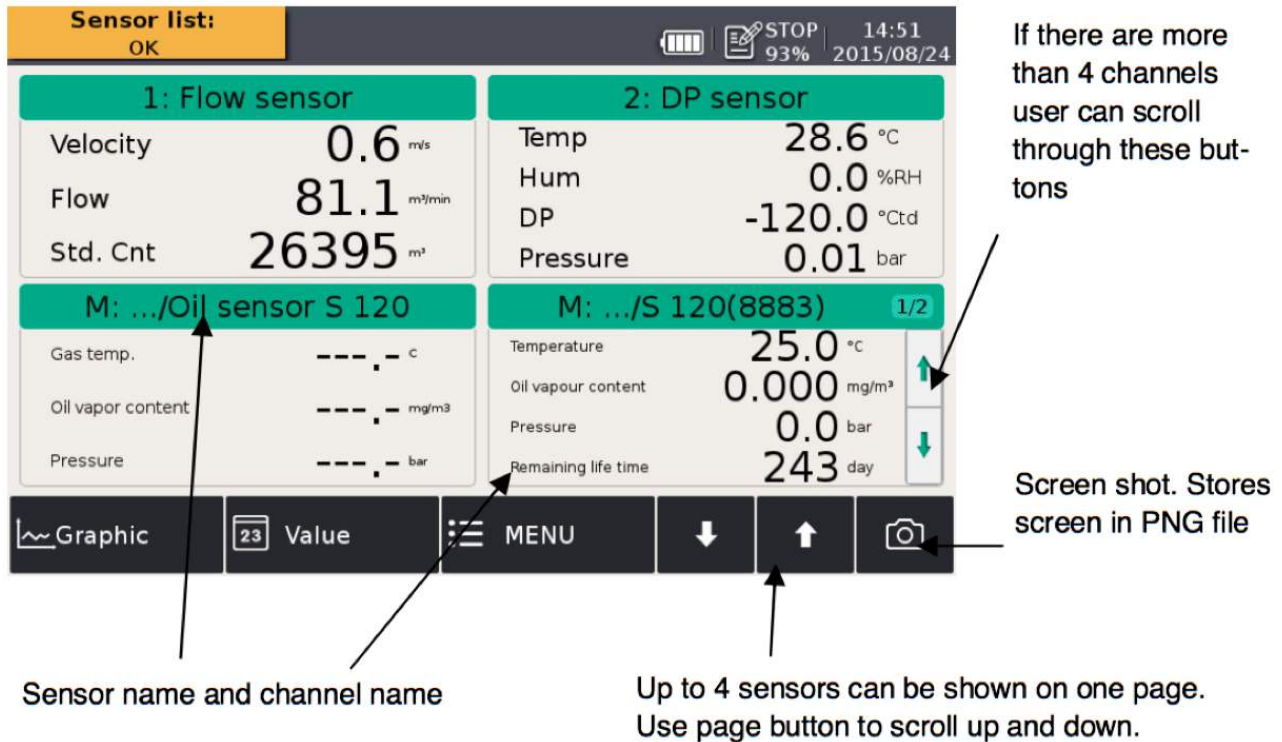 Sensor list:
OK
STOP
93%
14:51
2015/08/24
If there are more
than 4 channels
user can scroll
through these but-
tons
1: Flow sensor
Velocity 0.6 m/s
Flow 81.1 m³/min
Std. Cnt 26395 m³
2: DP sensor
Temp 28.6 °C
Hum 0.0 %RH
DP -120.0 °Ctd
Pressure 0.01 bar
M: .../Oil sensor S 120
Gas temp. ---.- C
Oil vapor content ---.- mg/m3
Pressure ---.- bar
M: .../S 120(8883) 1/2
Temperature 25.0 °C
Oil vapour content 0.000 mg/m³
Pressure 0.0 bar
Remaining life time 243 day
Screen shot. Stores
screen in PNG file
Graphic
23 Value
MENU
Sensor name and channel name
Up to 4 sensors can be shown on one page.
Use page button to scroll up and down.